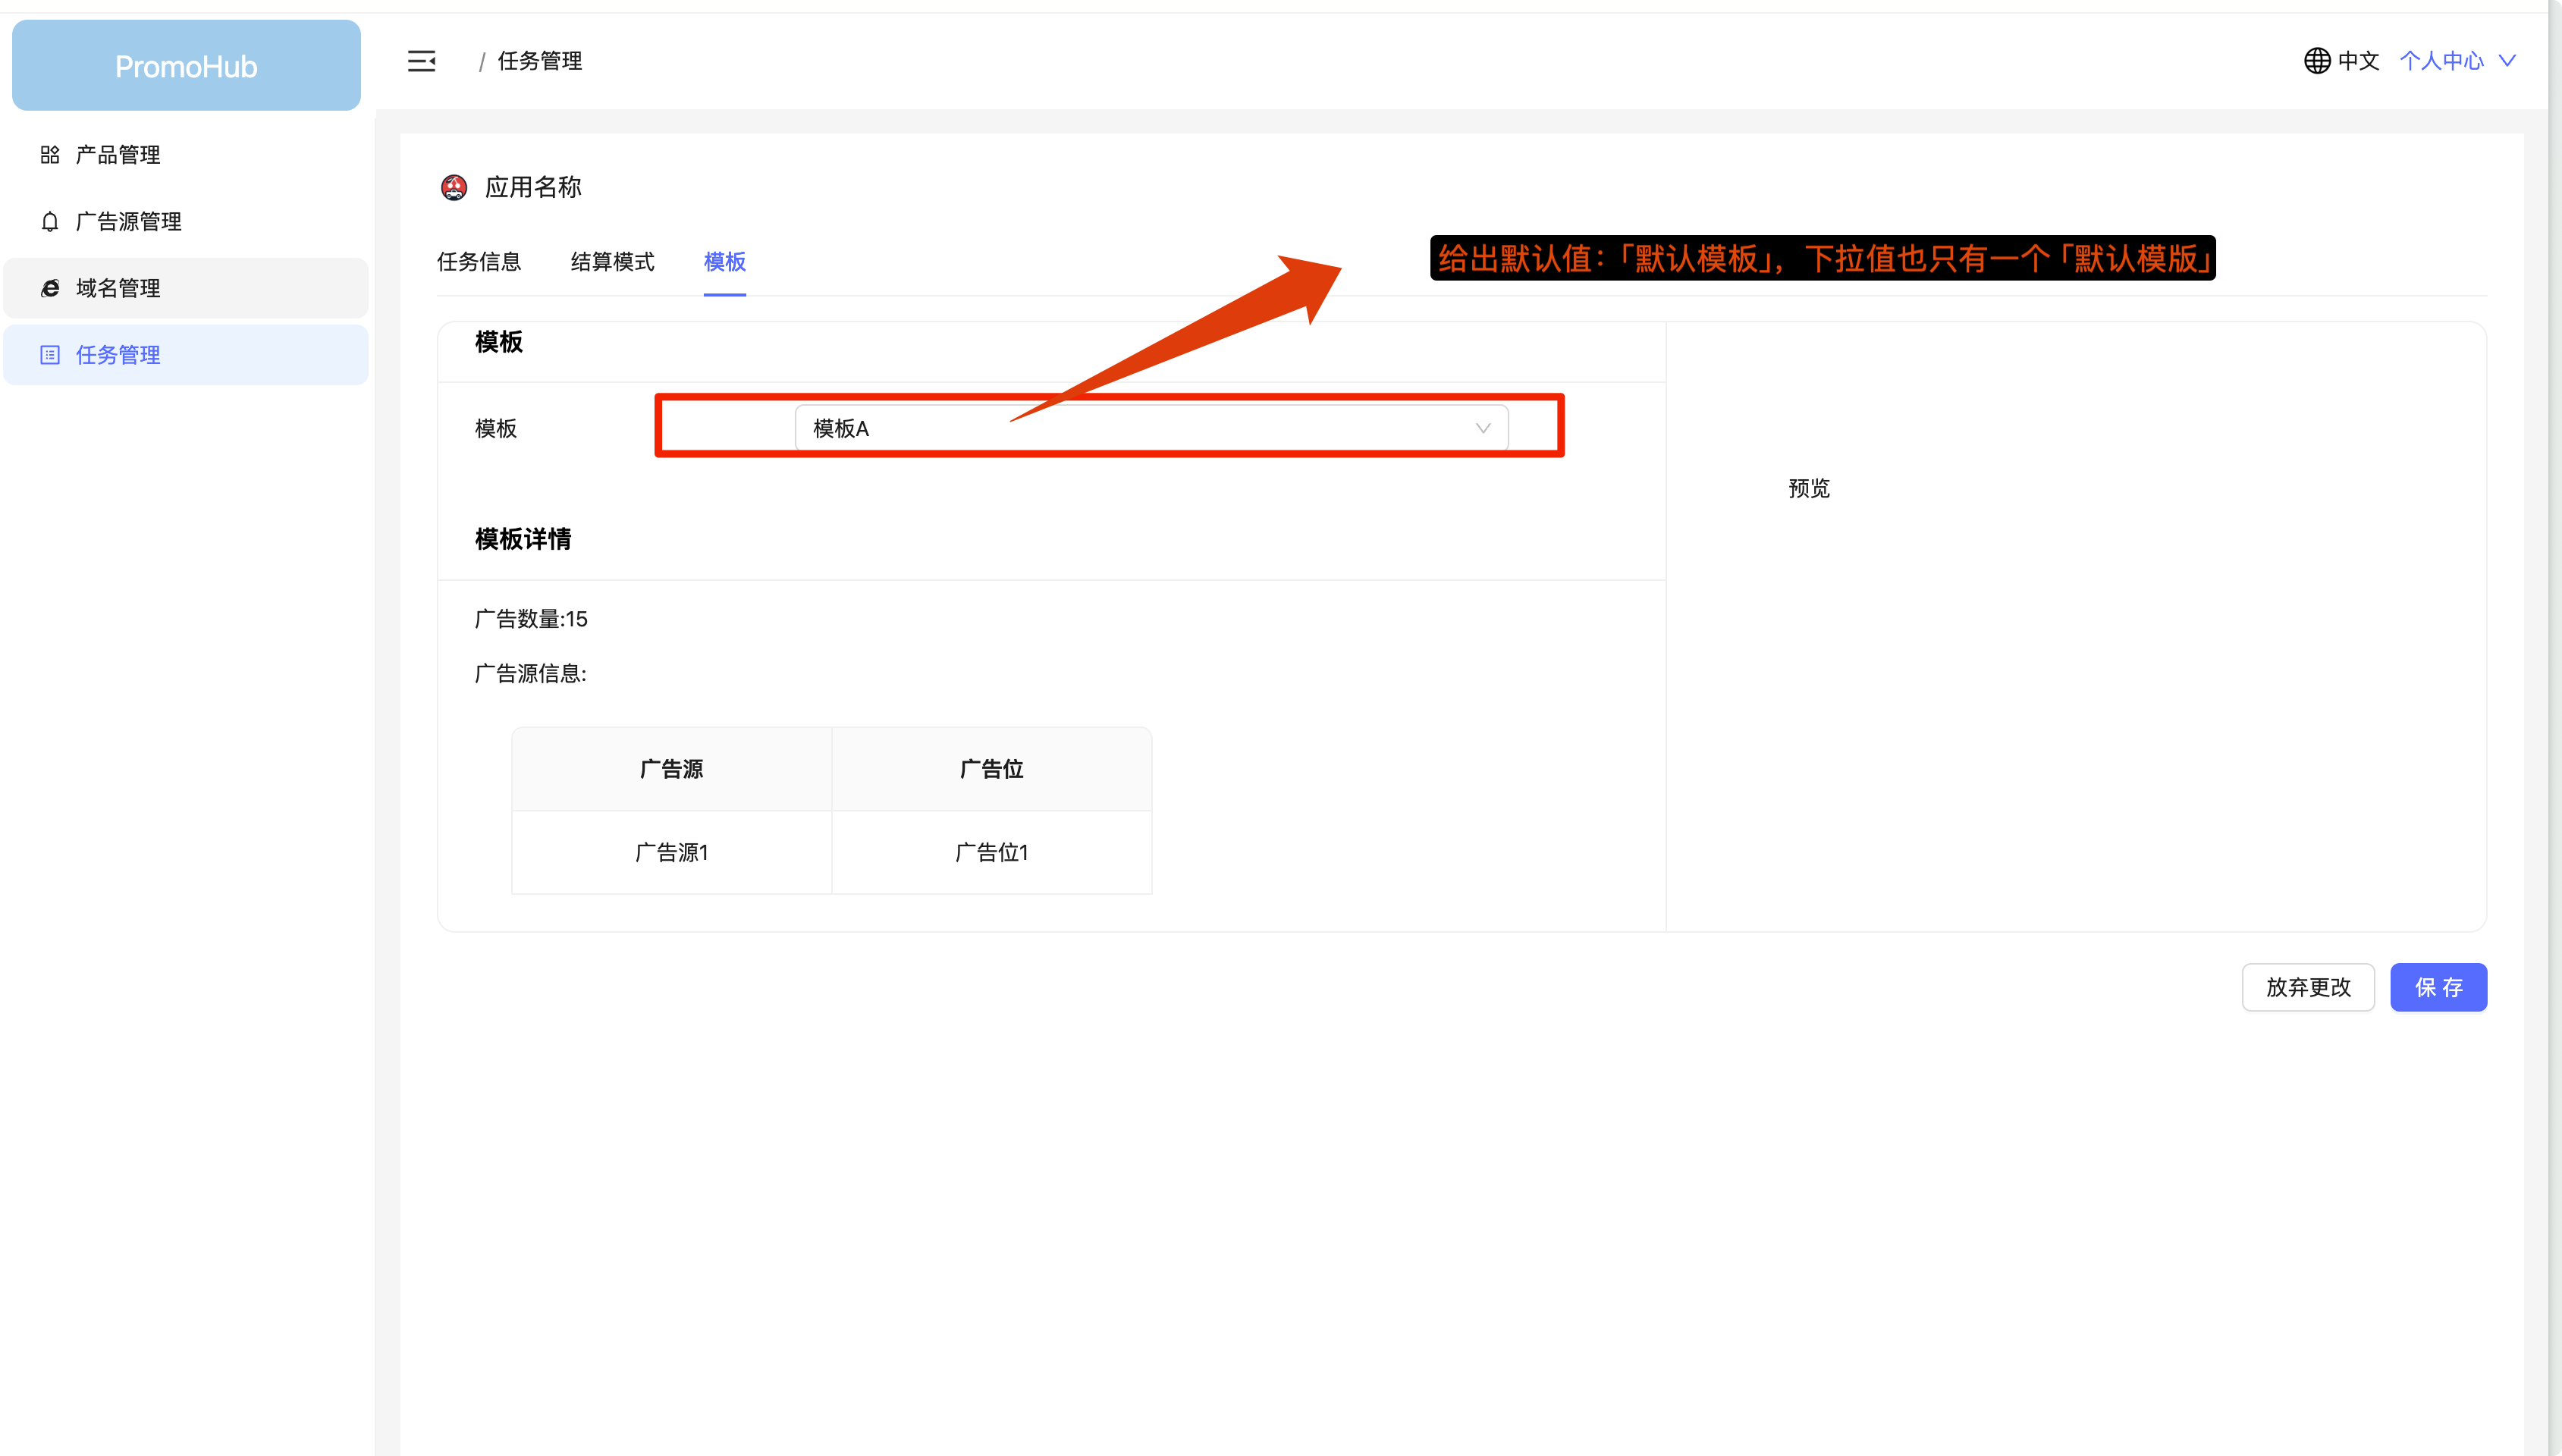 PromoHub
/ 任务管理
中文 个人中心
产品管理
广告源管理
域名管理
任务管理
应用名称
任务信息 结算模式 模板
给出默认值：「默认模板」，下拉值也只有一个「默认模版」
模板
模板 模板A
预览
模板详情
广告数量:15
广告源信息:
广告源 广告位
广告源1 广告位1
放弃更改 保 存